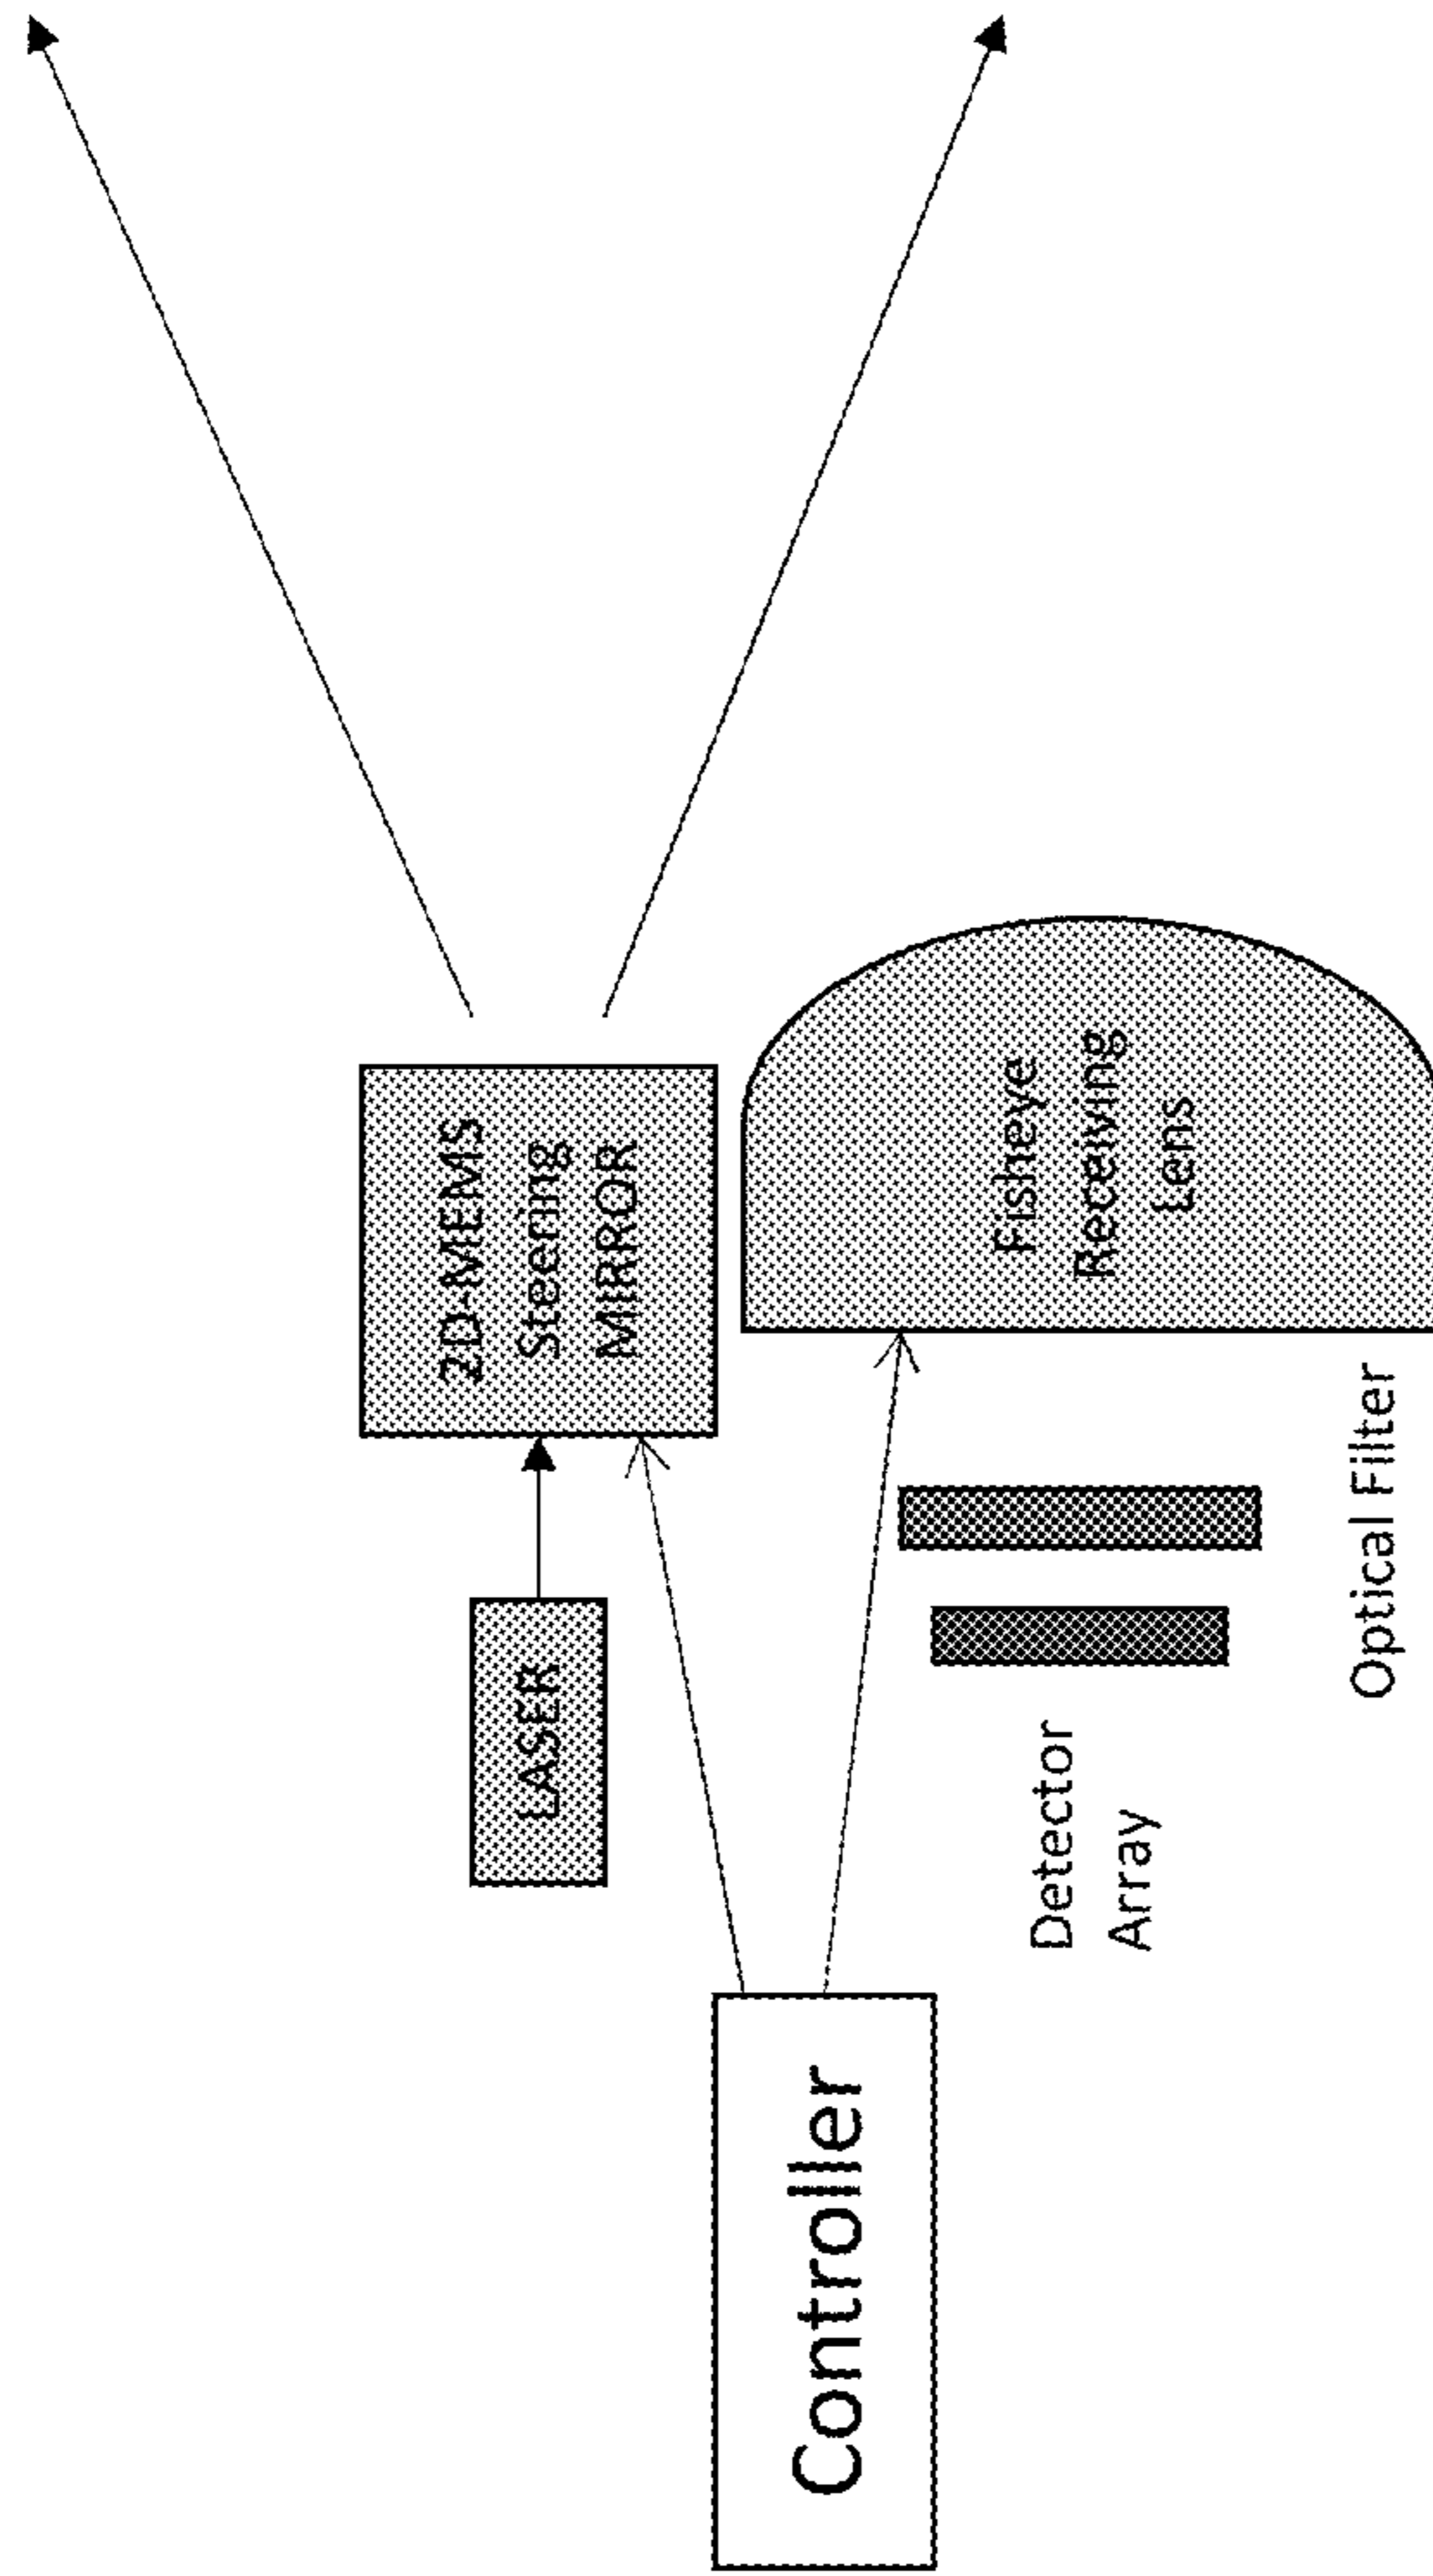 2D-MEMS
Steering
MIRROR
LASER
Fisheye
Receiving
Lens
Optical Filter
Detector
Array
Controller